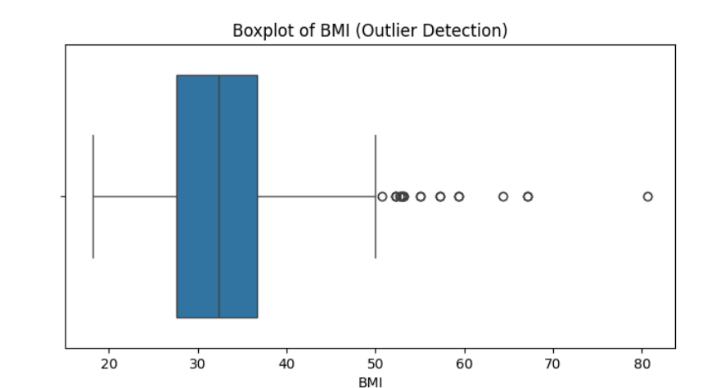 Boxplot of BMI (Outlier Detection)
20 30 40 50 60 70 80
BMI